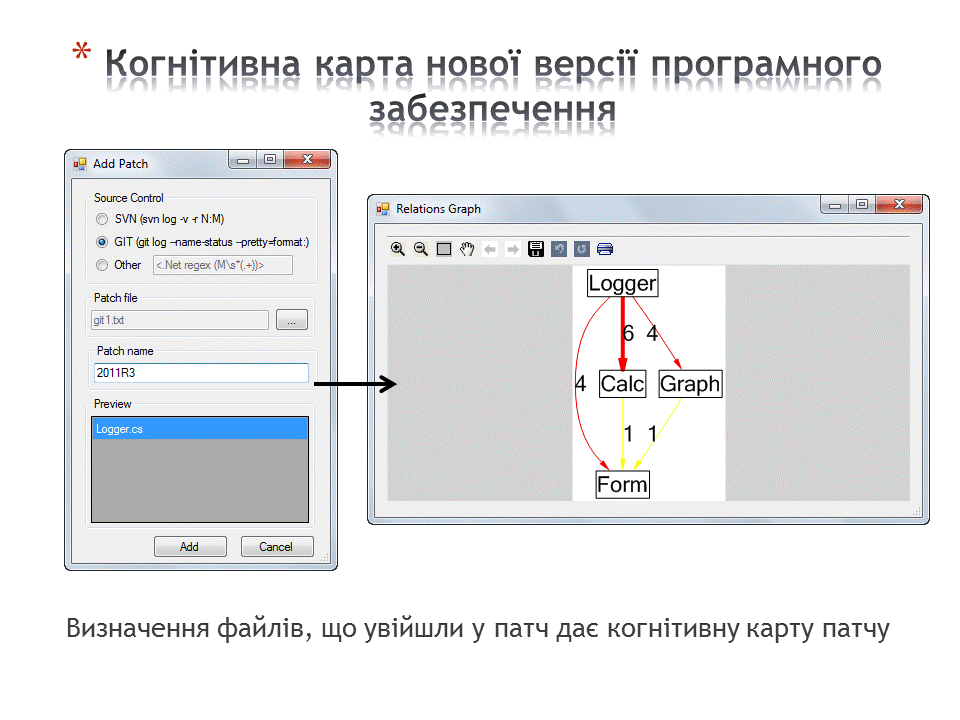 * Когнітивна карта нової версії програмного
забезпечення
Add Patch
Source Control
SVN (svn log -v -r N:M)
GIT (git log --name-status --pretty=format:)
Other <.Net regex (M\s*(.+))>
Patch file
git1.txt ...
Patch name
2011R3
Preview
Logger.cs
Add Cancel
Relations Graph
Logger
6 4
4 Calc Graph
1 1
Form
Визначення файлів, що увійшли у патч дає когнітивну карту патчу